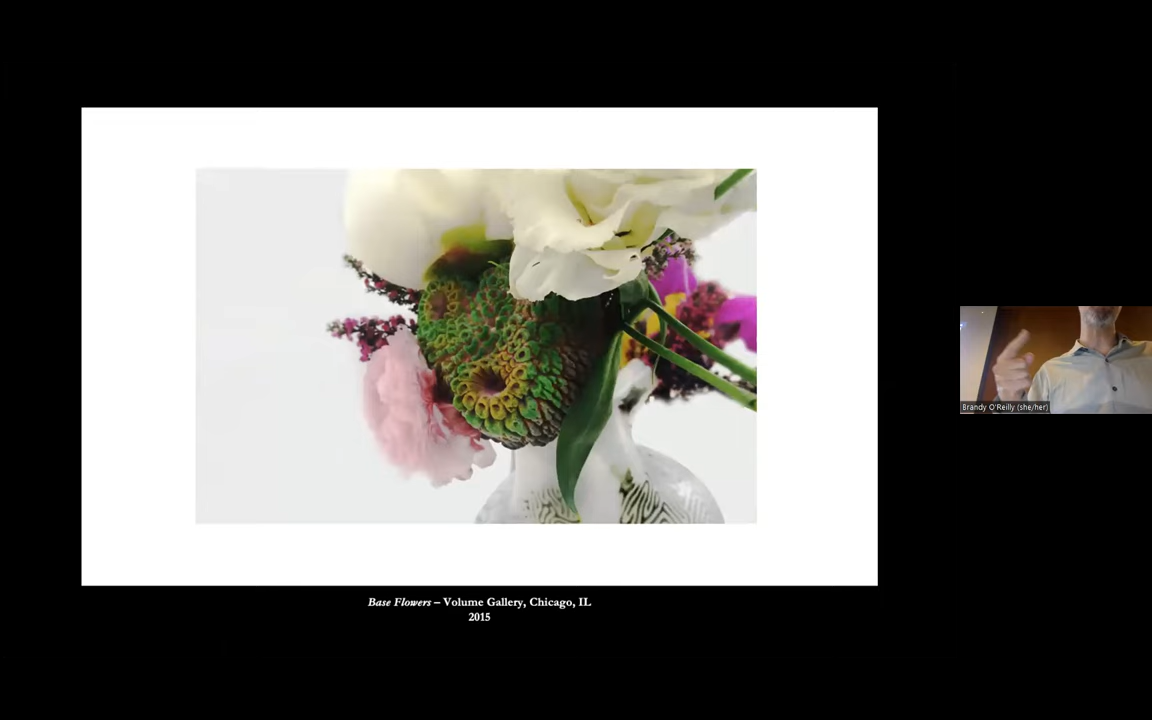 Base Flowers – Volume Gallery, Chicago, IL
2015
Brandy O'Reilly (she/her)